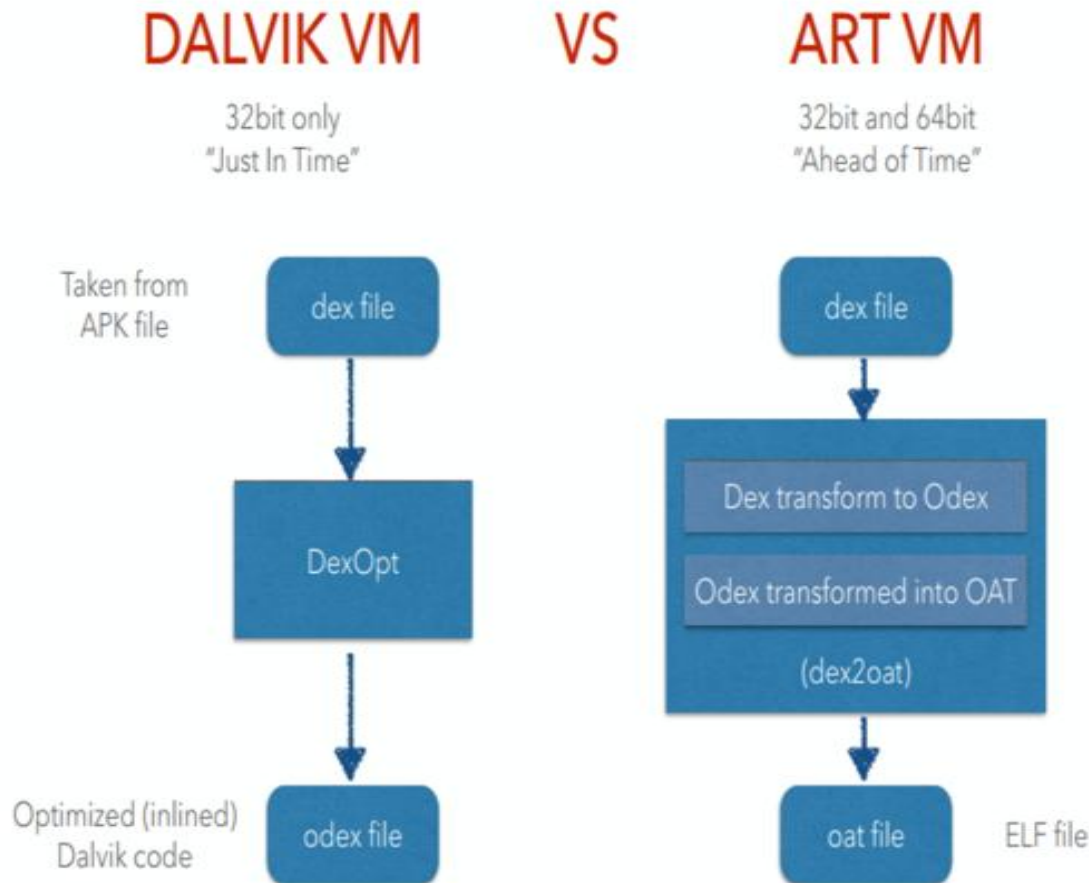 DALVIK VM VS ART VM
32bit only
"Just In Time"
32bit and 64bit
"Ahead of Time"
Taken from
APK file
dex file
DexOpt
Optimized (inlined)
Dalvik code
odex file
dex file
Dex transform to Odex
Odex transformed into OAT
(dex2oat)
oat file
ELF file